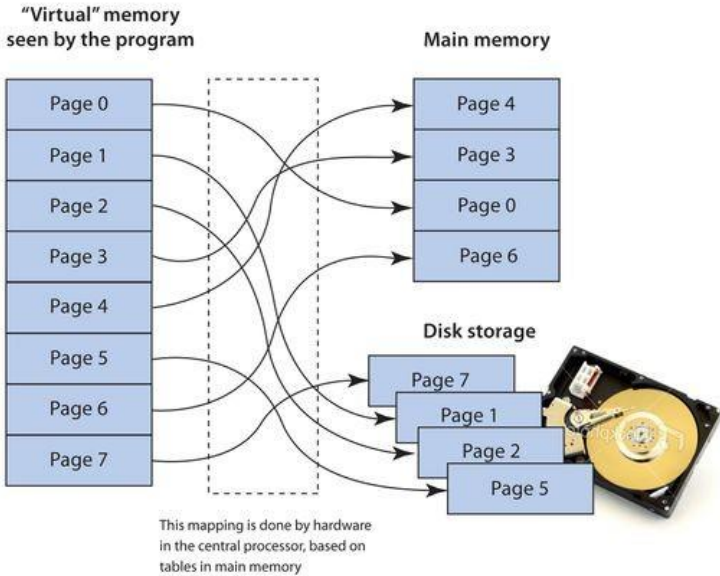 "Virtual" memory
seen by the program
Main memory
Page 0
Page 1
Page 2
Page 3
Page 4
Page 5
Page 6
Page 7
Page 4
Page 3
Page 0
Page 6
Disk storage
Page 7
Page 1
Page 2
Page 5
This mapping is done by hardware
in the central processor, based on
tables in main memory